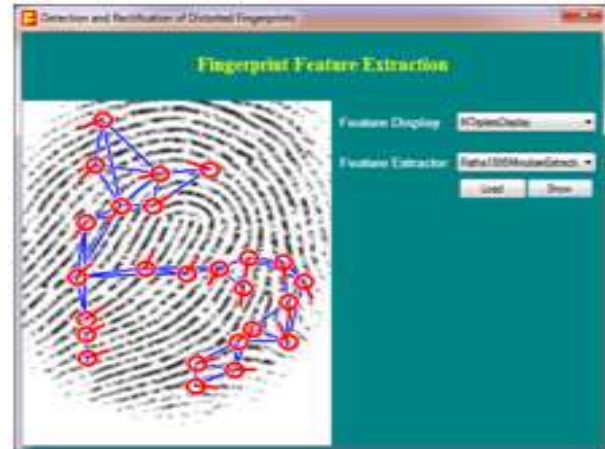 Detection and Rectification of Distorted Fingerprints
Fingerprint Feature Extraction
Feature Display
Feature Extractor
Load
Show